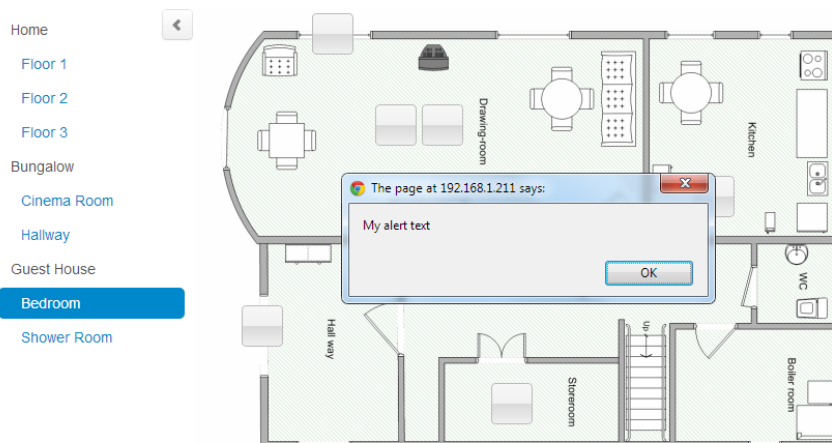 Home
Floor 1
Floor 2
Floor 3
Bungalow
Cinema Room
Hallway
Guest House
Bedroom
Shower Room
Drawing-room
Kitchen
The page at 192.168.1.211 says:
My alert text
OK
WC
Hall way
Up
Storeroom
Boiler room